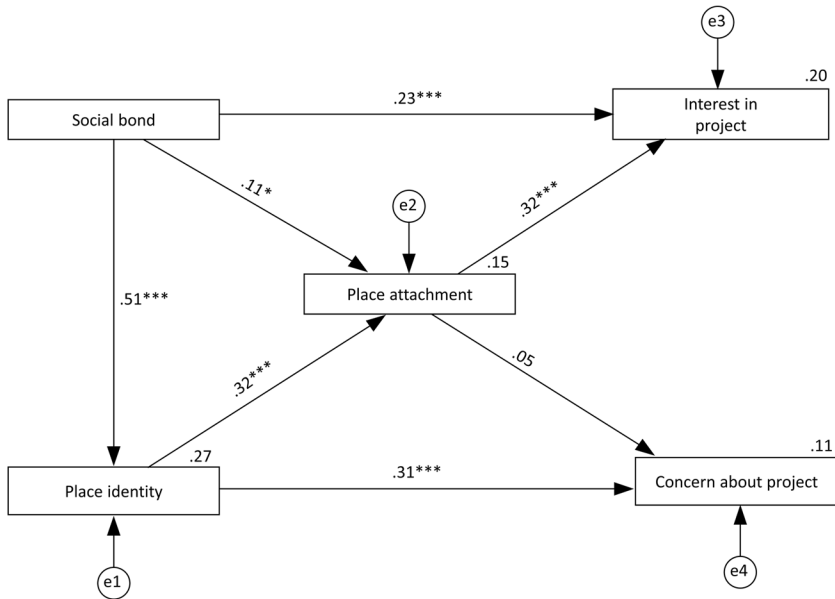 e3
.20
.23***
Social bond
Interest in
project
.11*
e2
.32***
.15
Place attachment
.51***
.32***
.05
.11
.27
.31***
Place identity
Concern about project
e1
e4